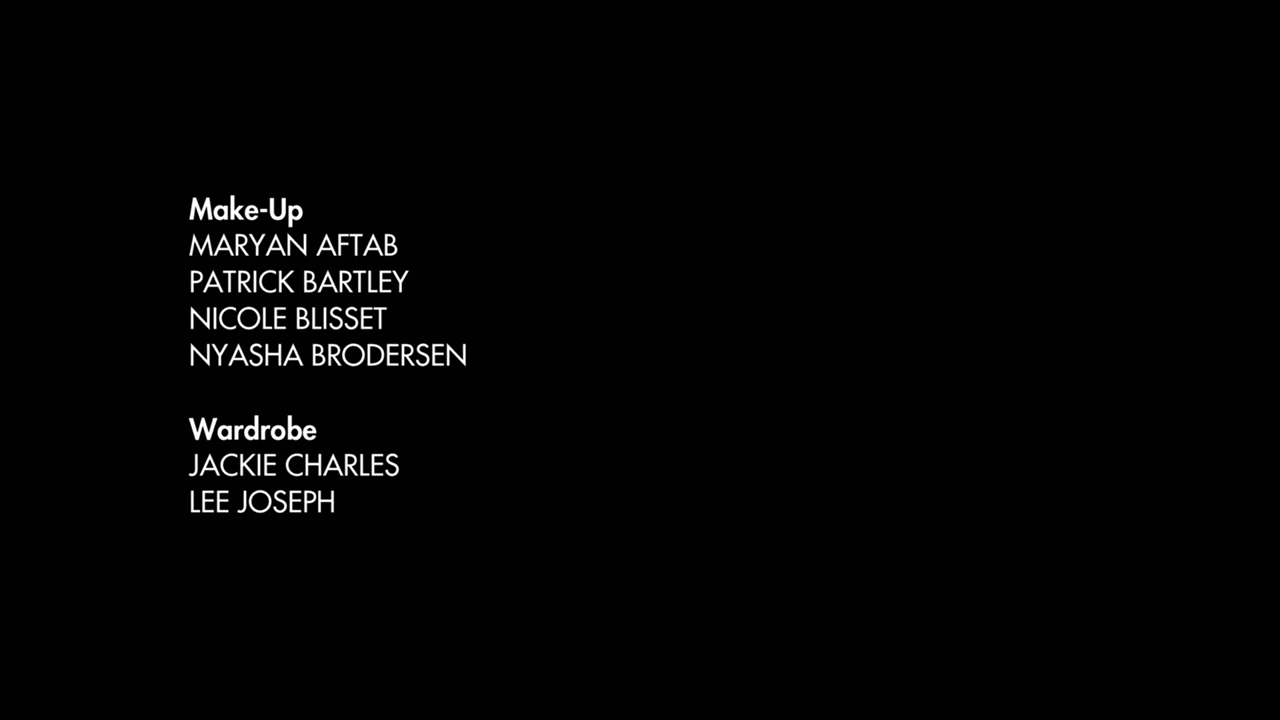 Make-Up
MARYAN AFTAB
PATRICK BARTLEY
NICOLE BLISSET
NYASHA BRODERSEN
Wardrobe
JACKIE CHARLES
LEE JOSEPH